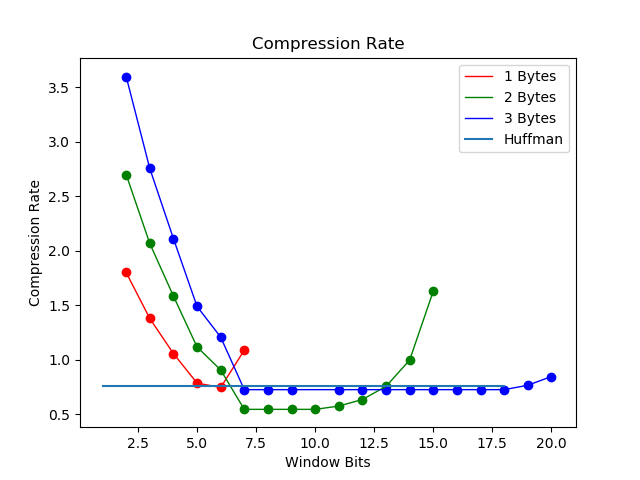 Compression Rate
1 Bytes
2 Bytes
3 Bytes
Huffman
Compression Rate
3.5
3.0
2.5
2.0
1.5
1.0
0.5
2.5 5.0 7.5 10.0 12.5 15.0 17.5 20.0
Window Bits